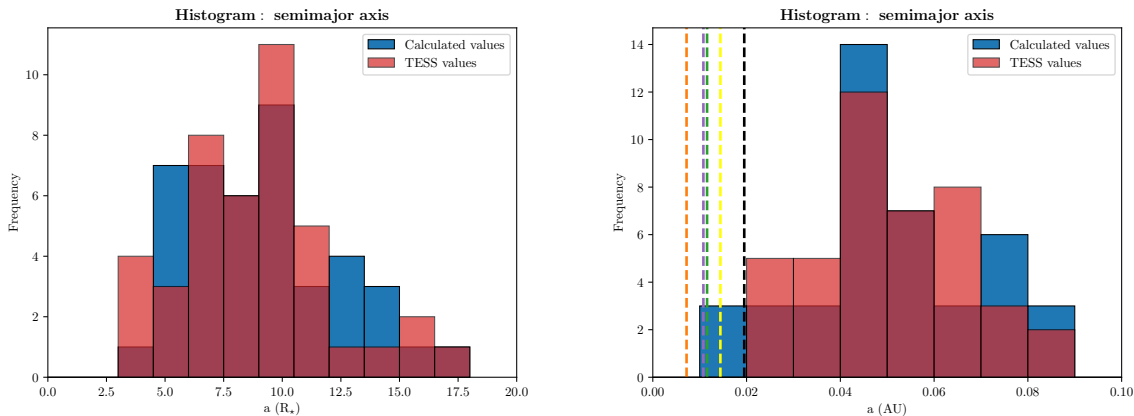 Histogram : semimajor axis
Calculated values
TESS values
Frequency
10
8
6
4
2
0
0.0 2.5 5.0 7.5 10.0 12.5 15.0 17.5 20.0
a (R⋆)
Histogram : semimajor axis
Calculated values
TESS values
Frequency
14
12
10
8
6
4
2
0
0.00 0.02 0.04 0.06 0.08 0.10
a (AU)